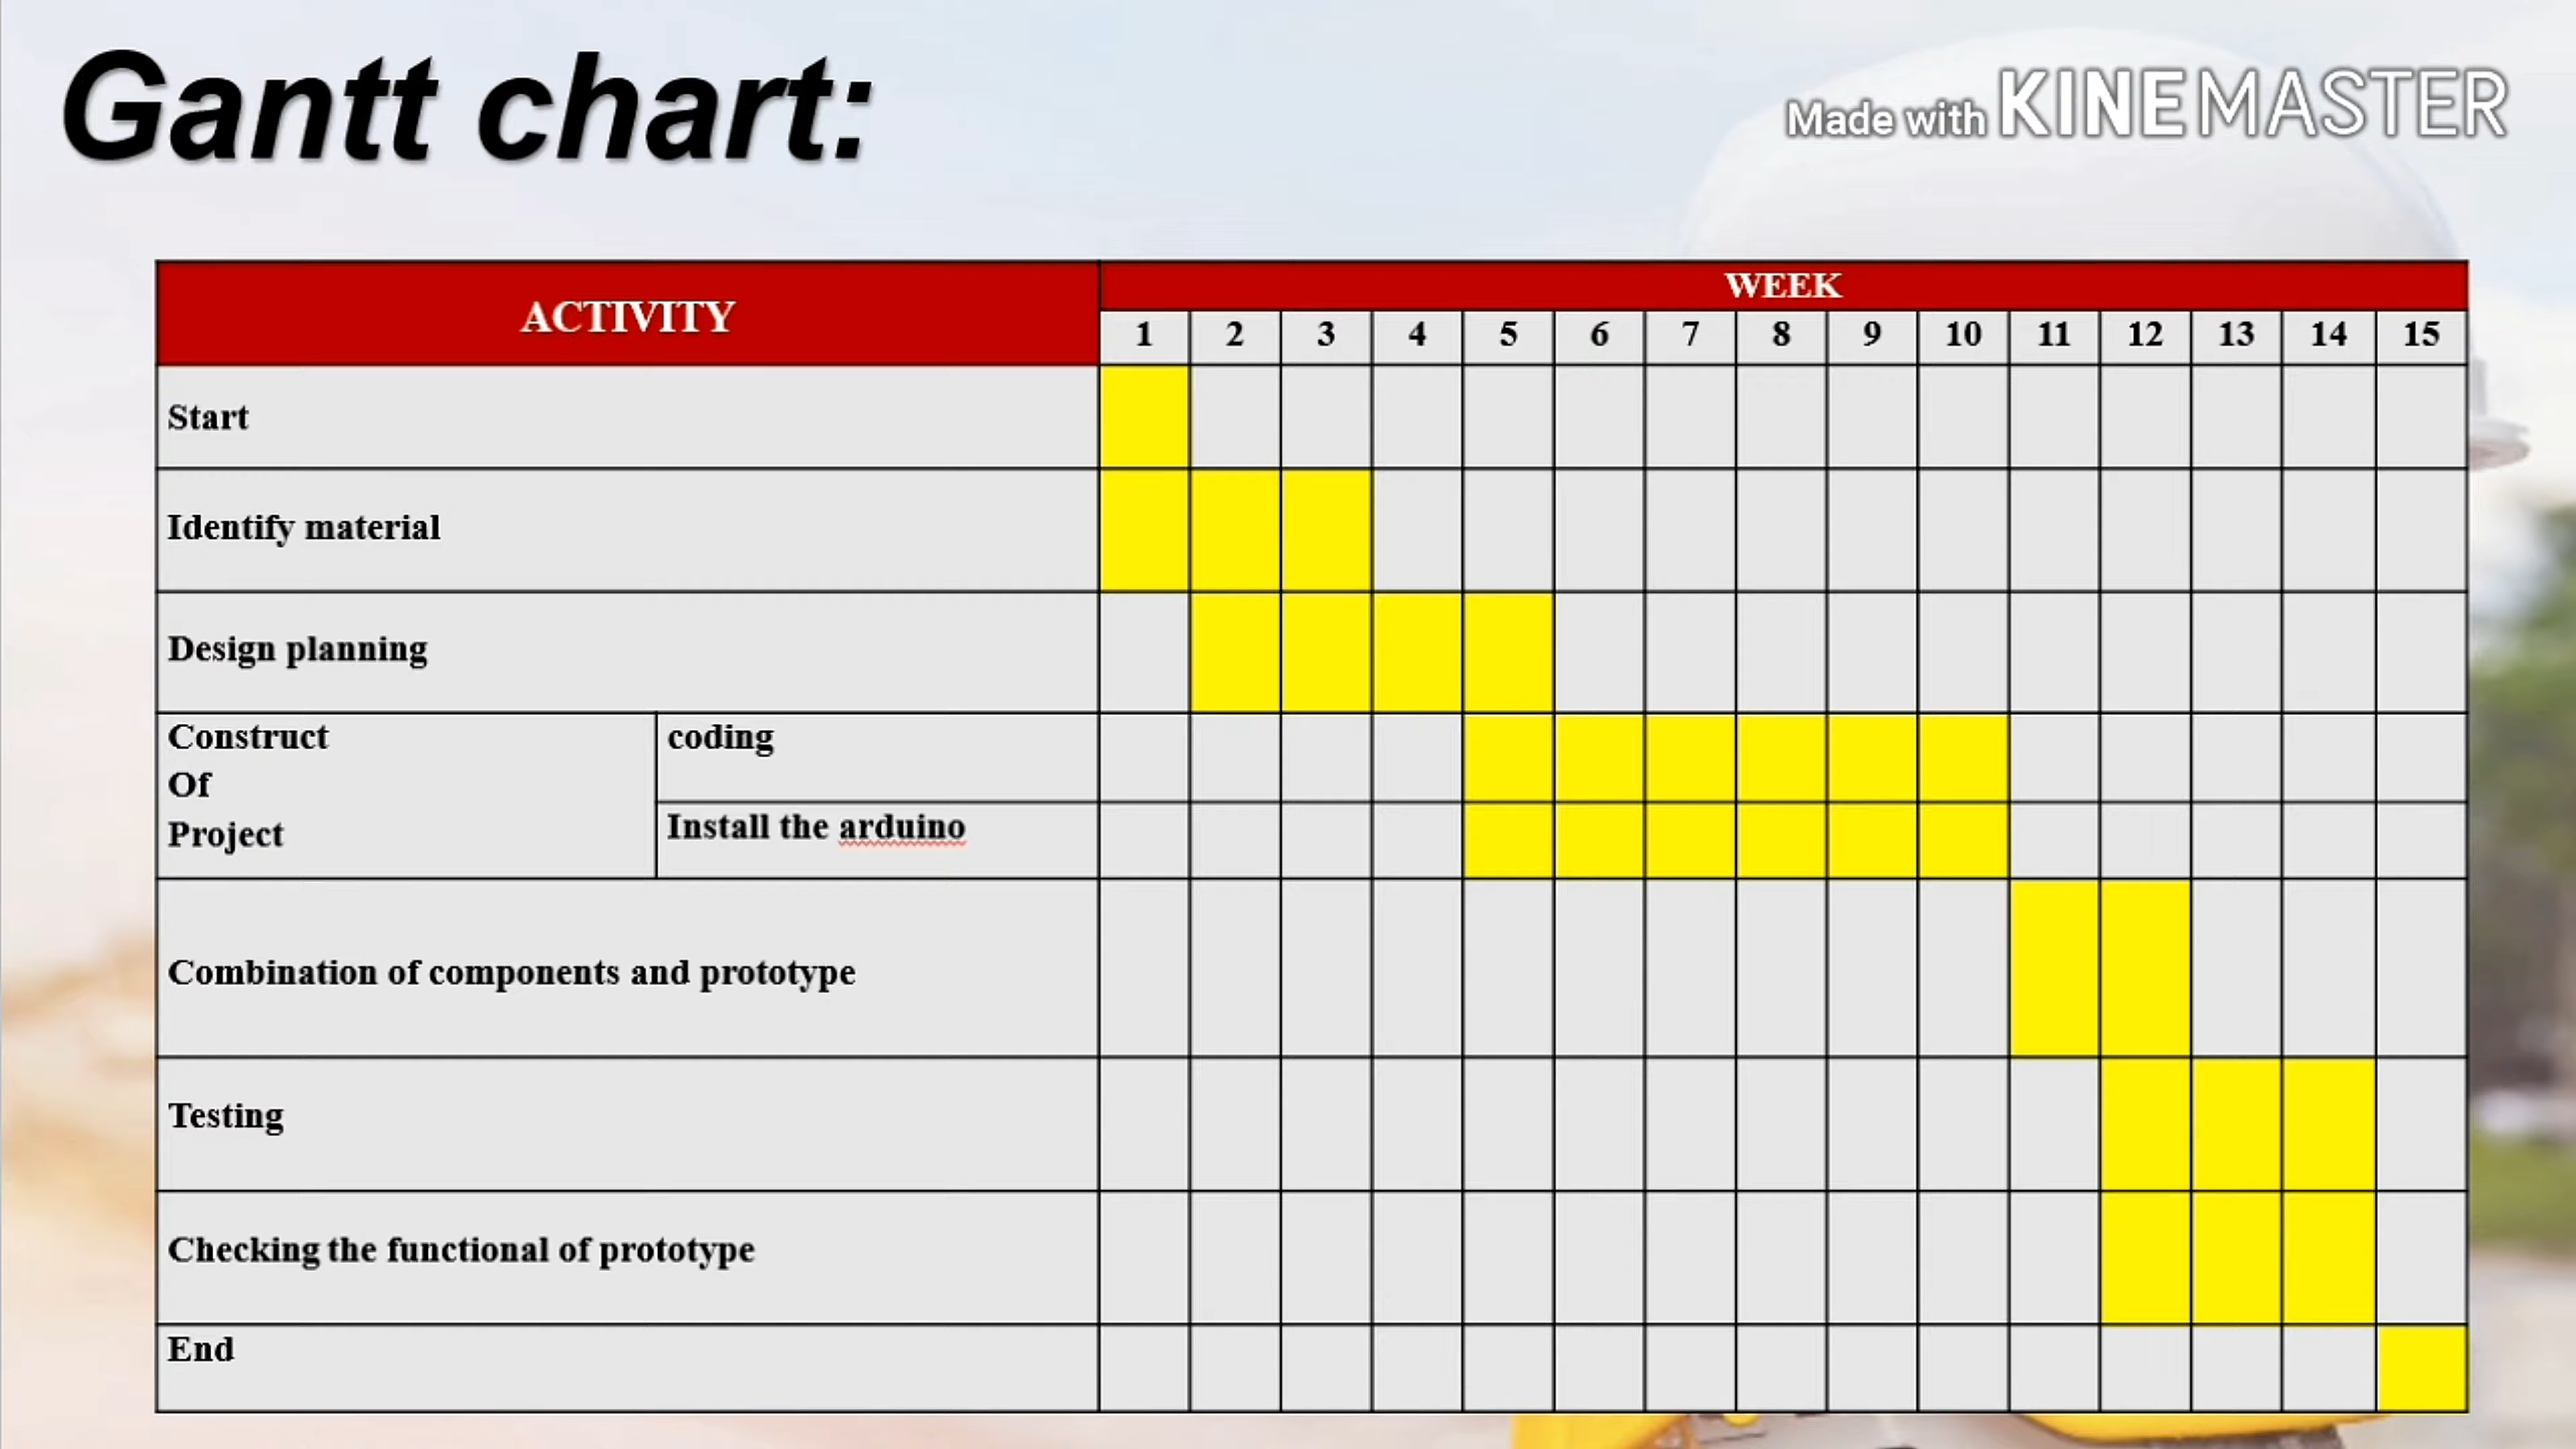 Gantt chart:
Made with KINEMASTER
ACTIVITY
WEEK
1 2 3 4 5 6 7 8 9 10 11 12 13 14 15
Start
Identify material
Design planning
Construct
Of
Project
coding
Install the arduino
Combination of components and prototype
Testing
Checking the functional of prototype
End